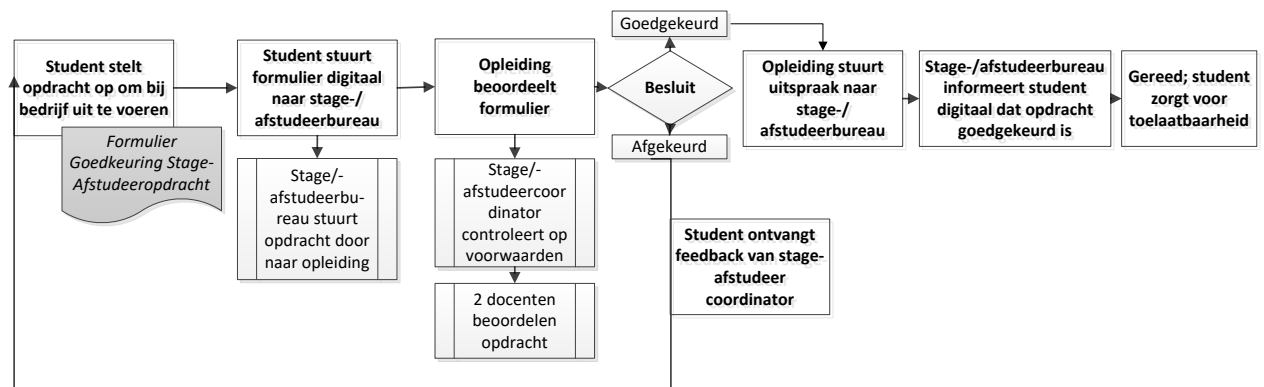 Student stelt
opdracht op om bij
bedrijf uit te voeren
Formulier
Goedkeuring Stage-
Afstudeeropdracht
Student stuurt
formulier digitaal
naar stage-/
afstudeerbureau
Stage/-
afstudeerbu-
reau stuurt
opdracht door
naar opleiding
Opleiding
beoordeelt
formulier
Stage/-
afstudeercoor
dinator
controleert op
voorwaarden
2 docenten
beoordelen
opdracht
Goedgekeurd
Besluit
Afgekeurd
Student ontvangt
feedback van stage-
afstudeer
coordinator
Opleiding stuurt
uitspraak naar
stage-/
afstudeerbureau
Stage-/afstudeerbureau
informeert student
digitaal dat opdracht
goedgekeurd is
Gereed; student
zorgt voor
toelaatbaarheid